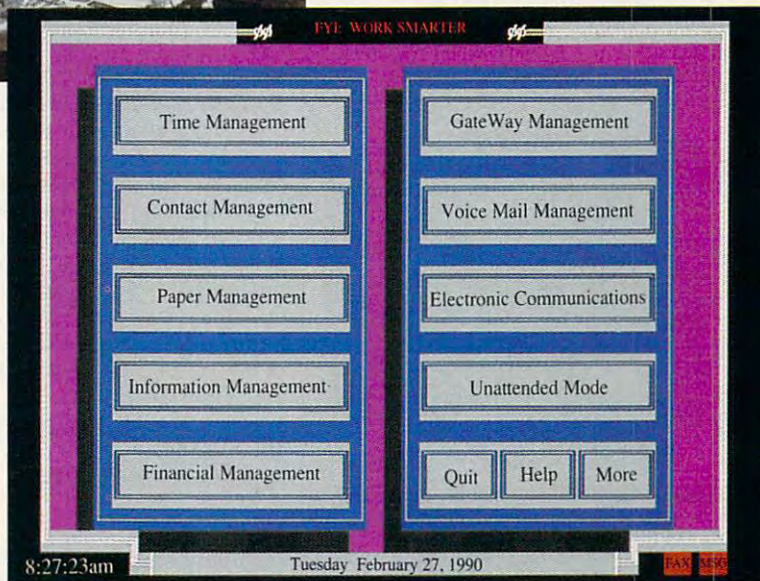 FYI: WORK SMARTER
Time Management
Contact Management
Paper Management
Information Management
Financial Management
GateWay Management
Voice Mail Management
Electronic Communications
Unattended Mode
Quit Help More
8:27:23am Tuesday February 27, 1990 FAX MSG